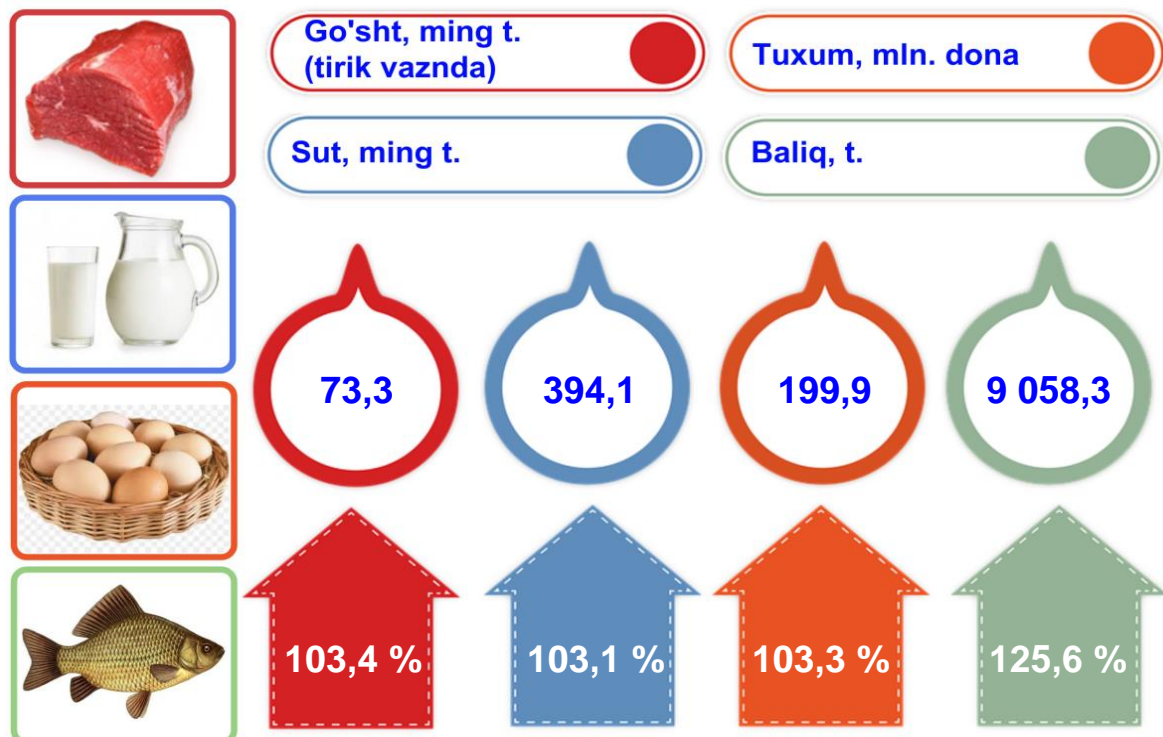 Go'sht, ming t.
(tirik vaznda)
Tuxum, mln. dona
Sut, ming t.
Baliq, t.
73,3
394,1
199,9
9 058,3
103,4 %
103,1 %
103,3 %
125,6 %